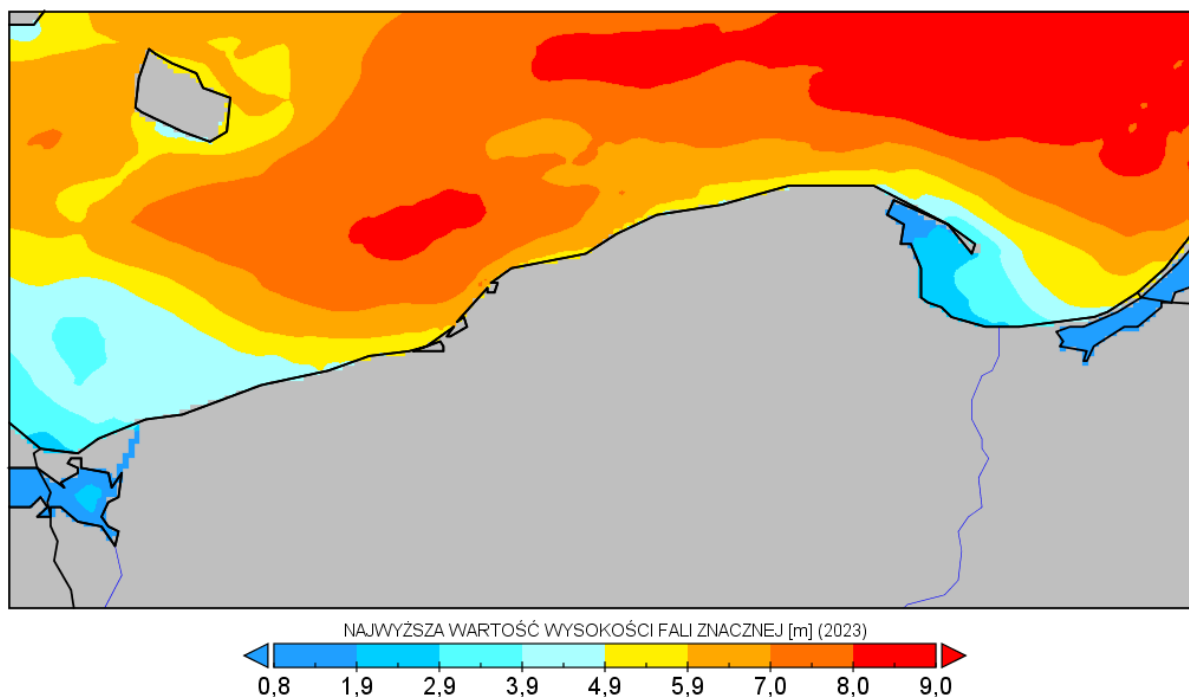 NAJWYŻSZA WARTOŚĆ WYSOKOŚCI FALI ZNACZNEJ [m] (2023)
0,8 1,9 2,9 3,9 4,9 5,9 7,0 8,0 9,0